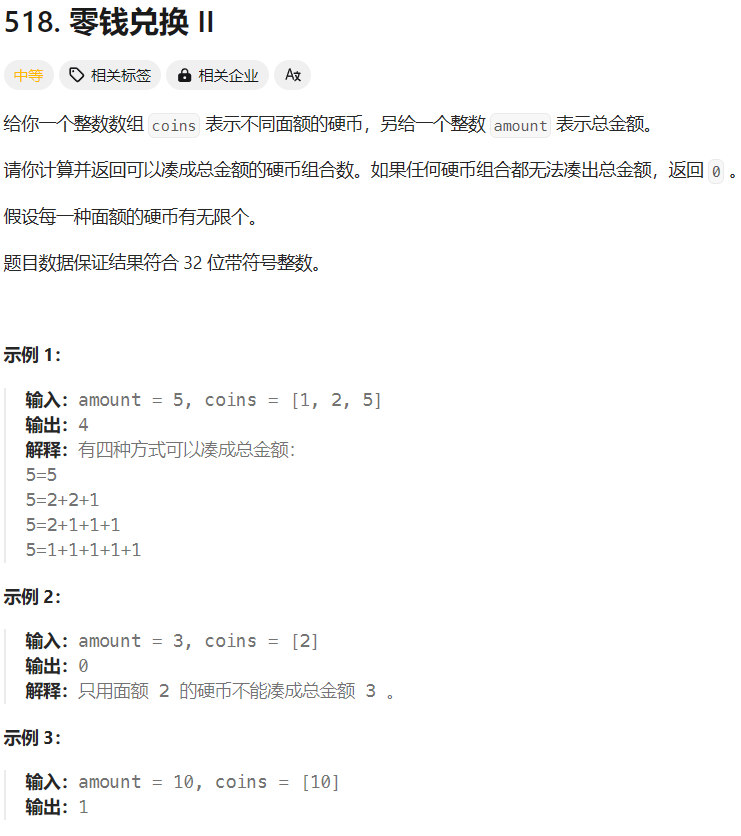 518. 零钱兑换 II
中等 相关标签 相关企业 Aあ
给你一个整数数组 coins 表示不同面额的硬币，另给一个整数 amount 表示总金额。
请你计算并返回可以凑成总金额的硬币组合数。如果任何硬币组合都无法凑出总金额，返回 0 。
假设每一种面额的硬币有无限个。
题目数据保证结果符合 32 位带符号整数。
示例 1：
输入：amount = 5, coins = [1, 2, 5]
输出：4
解释：有四种方式可以凑成总金额：
5=5
5=2+2+1
5=2+1+1+1
5=1+1+1+1+1
示例 2：
输入：amount = 3, coins = [2]
输出：0
解释：只用面额 2 的硬币不能凑成总金额 3 。
示例 3：
输入：amount = 10, coins = [10]
输出：1